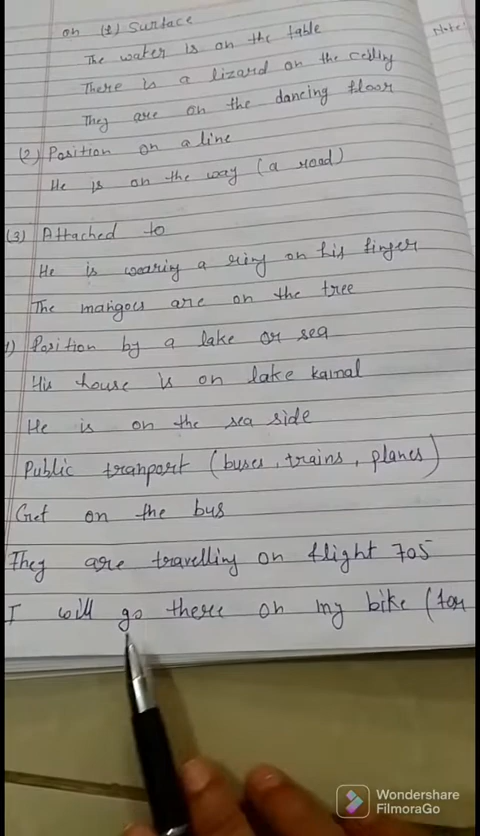 on (1) Surface
Note:
The water is on the table
There is a lizard on the ceiling
They are on the dancing floor
(2) Position on a line
He is on the way (a road)
(3) Attached to
He is wearing a ring on his finger
The mangoes are on the tree
) Position by a lake or sea
His house is on lake kamal
He is on the sea side
Public tranport (buses, trains, planes)
Get on the bus
They are travelling on flight 705
I will go there on my bike (for
Wondershare
FilmoraGo